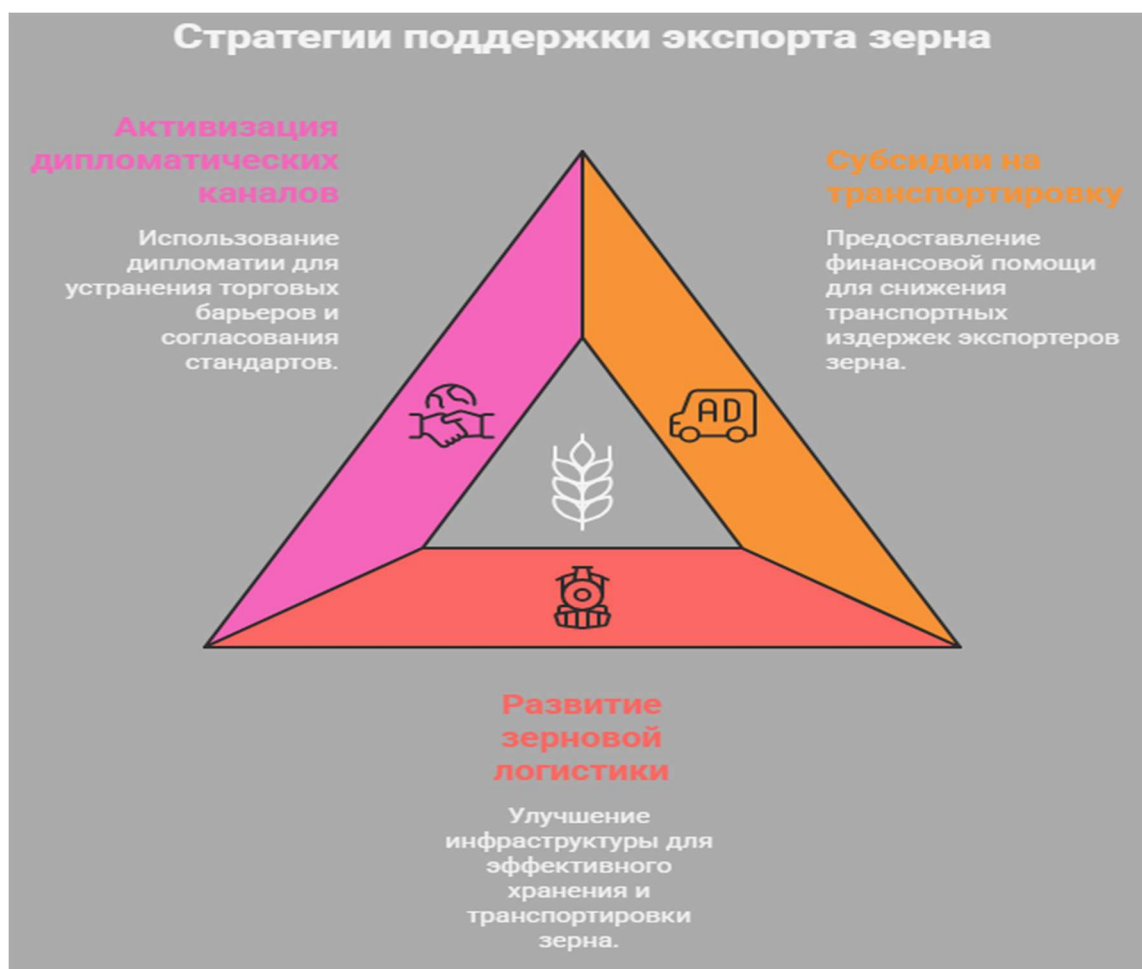 Стратегии поддержки экспорта зерна
Активизация
дипломатических
каналов
Использование
дипломатии для
устранения торговых
барьеров и
согласования
стандартов.
Субсидии на
транспортировку
Предоставление
финансовой помощи
для снижения
транспортных
издержек экспортеров
зерна.
AD
Развитие
зерновой
логистики
Улучшение
инфраструктуры для
эффективного
хранения и
транспортировки
зерна.